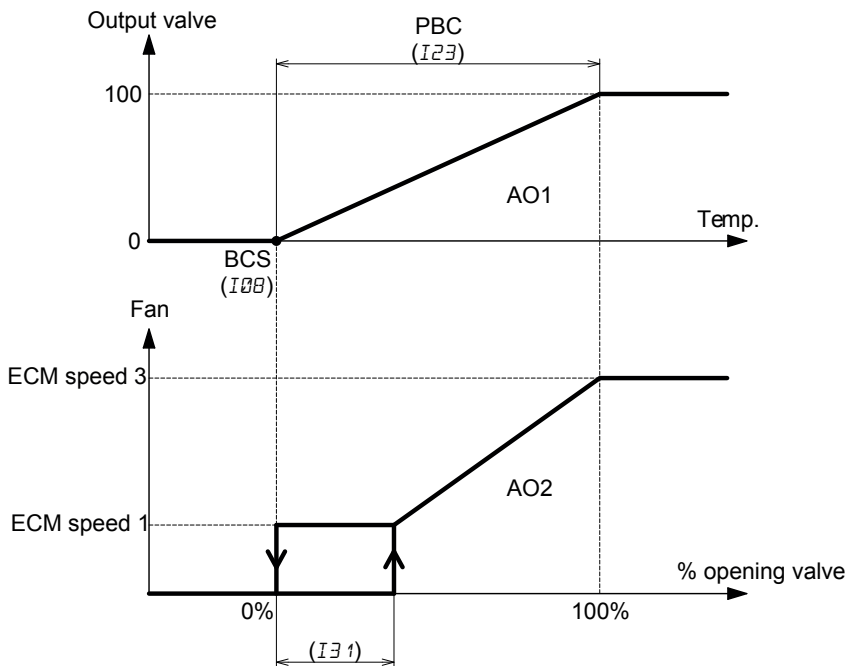 Output valve
PBC
(I23)
100
AO1
Temp.
0
BCS
(I08)
Fan
ECM speed 3
AO2
ECM speed 1
% opening valve
0%
100%
(I31)